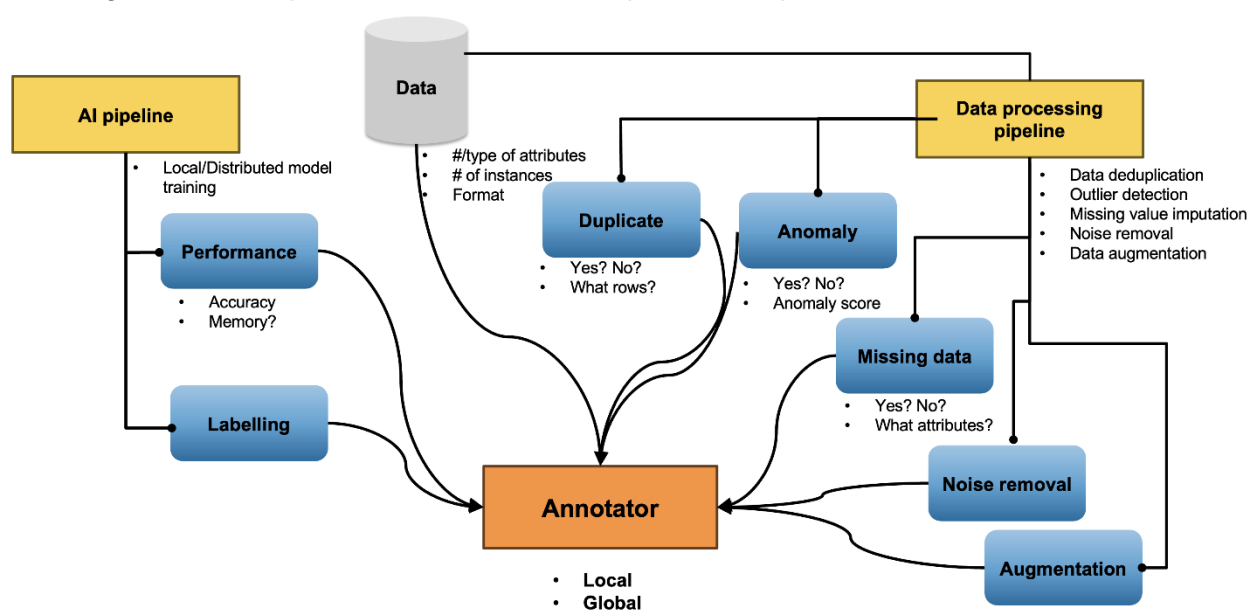 Data
AI pipeline
Data processing
pipeline
• Local/Distributed model
training
• #/type of attributes
• # of instances
• Format
• Data deduplication
• Outlier detection
• Missing value imputation
• Noise removal
• Data augmentation
Duplicate
• Yes? No?
• What rows?
Anomaly
• Yes? No?
• Anomaly score
Performance
• Accuracy
• Memory?
Missing data
• Yes? No?
• What attributes?
Labelling
Noise removal
Annotator
Augmentation
• Local
• Global